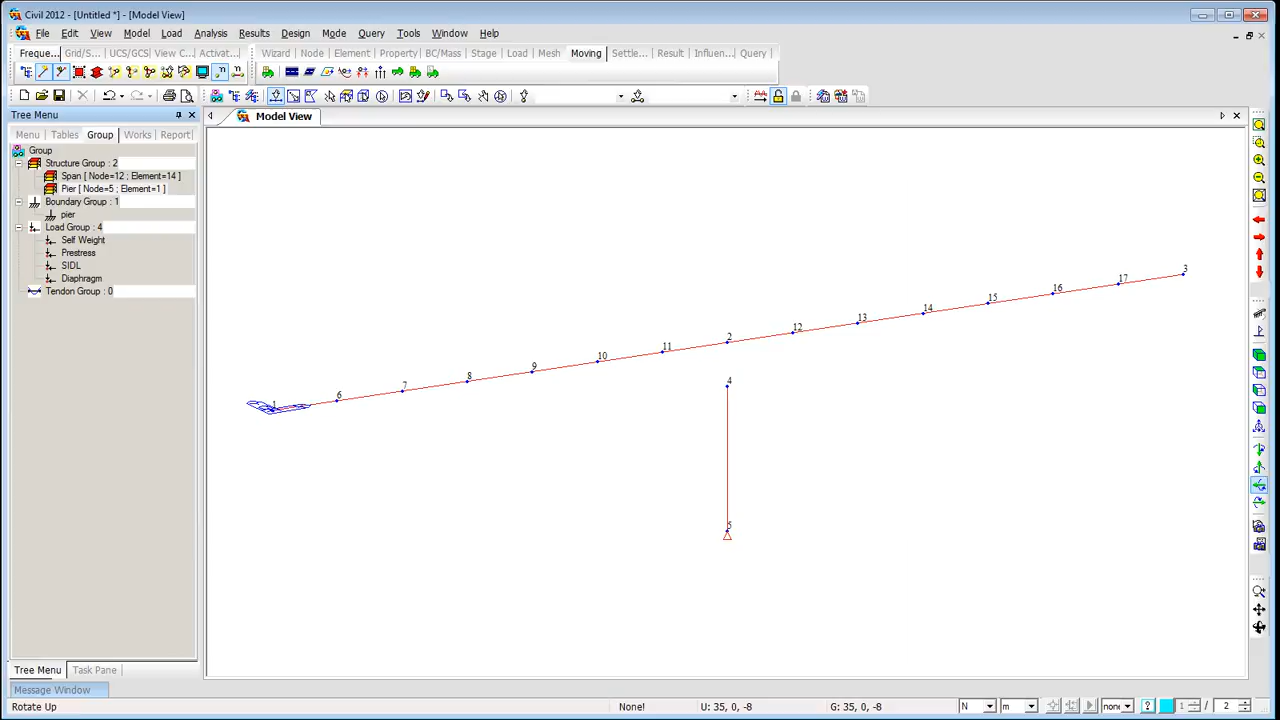 Civil 2012 - [Untitled *] - [Model View]
File Edit View Model Load Analysis Results Design Mode Query Tools Window Help
Freque... Grid/S... UCS/GCS View C... Activat... Wizard Node Element Property BC/Mass Stage Load Mesh Moving Settle... Result Influen... Query
Tree Menu
Model View
Menu Tables Group Works Report
Group
Structure Group : 2
Span [ Node=12 ; Element=14 ]
Pier [ Node=5 ; Element=1 ]
Boundary Group : 1
pier
Load Group : 4
Self Weight
Prestress
SIDL
Diaphragm
Tendon Group : 0
3
17
16
15
14
13
12
2
11
10
9
8
7
6
1
4
5
Tree Menu Task Pane
Message Window
Rotate Up None! U: 35, 0, -8 G: 35, 0, -8 N m none 1 / 2